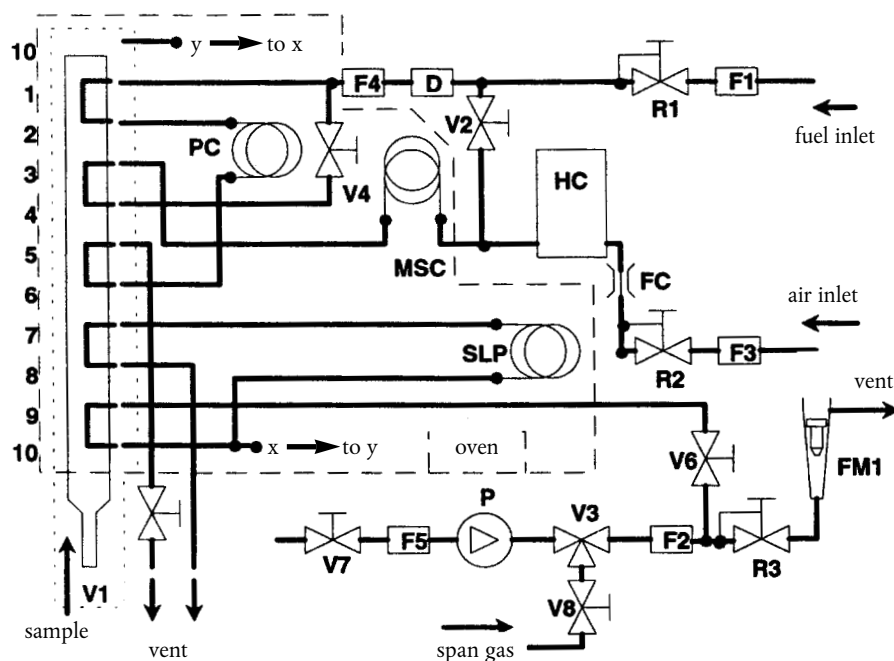 10
y → to x
1
F4
D
R1
F1
fuel inlet
2
PC
V2
3
V4
HC
4
5
MSC
FC
6
air inlet
7
SLP
R2
F3
8
vent
9
10
x → to y
oven
V6
FM1
P
V3
F2
V7
F5
R3
V1
V8
sample
vent
span gas